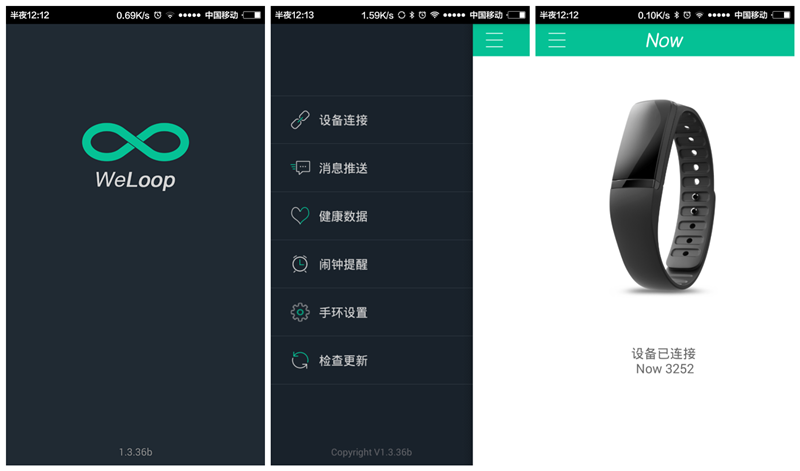 半夜12:12
0.69K/s
中国移动
WeLoop
1.3.36b
半夜12:13
1.59K/s
中国移动
设备连接
消息推送
健康数据
闹钟提醒
手环设置
检查更新
Copyright V1.3.36b
半夜12:12
0.10K/s
中国移动
Now
设备已连接
Now 3252